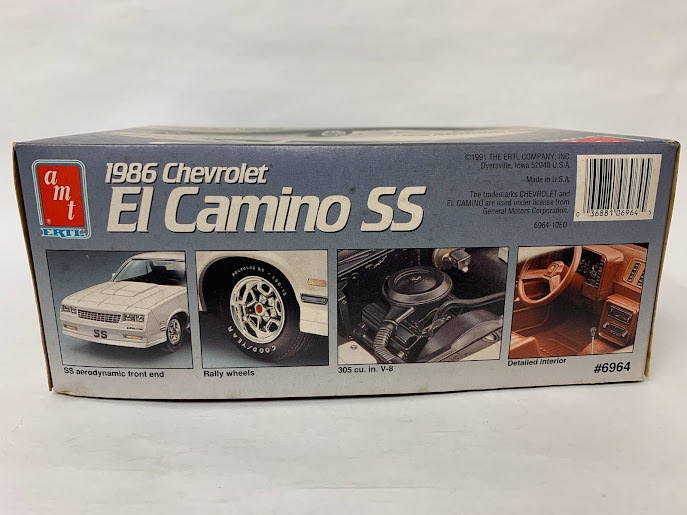 amt
ERTL
1986 Chevrolet®
El Camino SS®
©1991 THE ERTL COMPANY, INC.
Dyersville, Iowa 52040 U.S.A.
Made in U.S.A.
The trademarks CHEVROLET and
EL CAMINO are used under license from
General Motors Corporation.
6964-10EO
0 36881 06964 5
SS
GOODYEAR
SS aerodynamic front end
Rally wheels
305 cu. in. V-8
Detailed interior
#6964